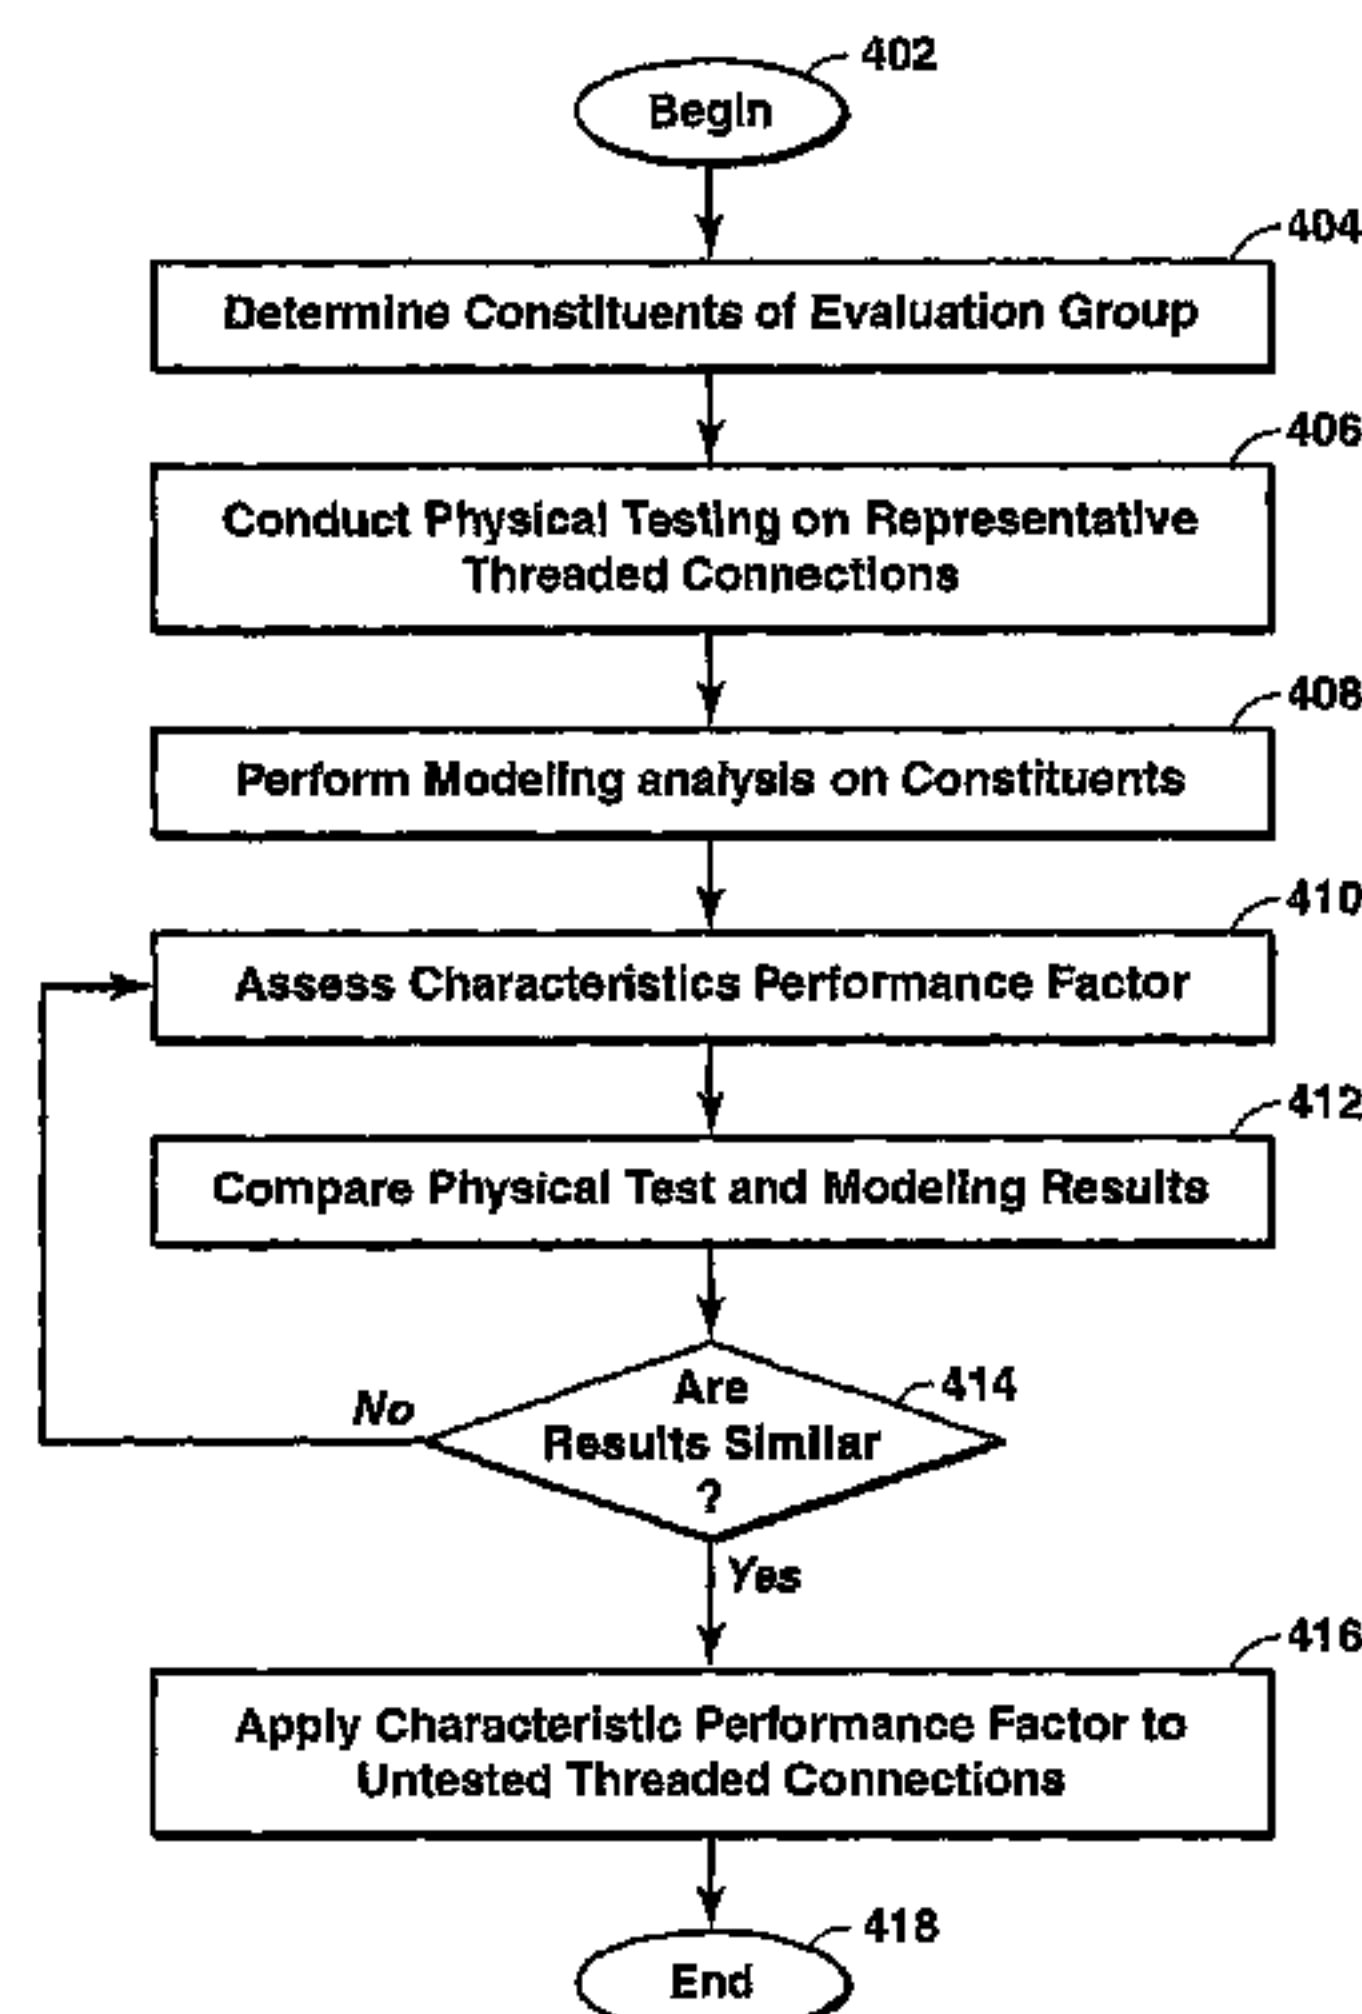 402
Begin
404
Determine Constituents of Evaluation Group
406
Conduct Physical Testing on Representative
Threaded Connections
408
Perform Modeling analysis on Constituents
410
Assess Characteristics Performance Factor
412
Compare Physical Test and Modeling Results
414
Are
Results Similar
?
No
Yes
416
Apply Characteristic Performance Factor to
Untested Threaded Connections
418
End